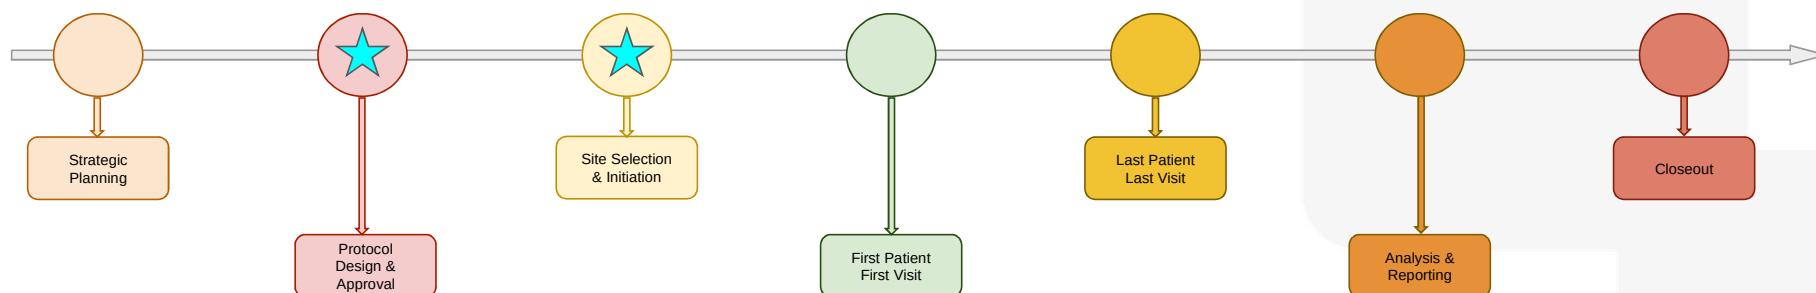 Strategic
Planning
Protocol
Design &
Approval
Site Selection
& Initiation
First Patient
First Visit
Last Patient
Last Visit
Analysis &
Reporting
Closeout